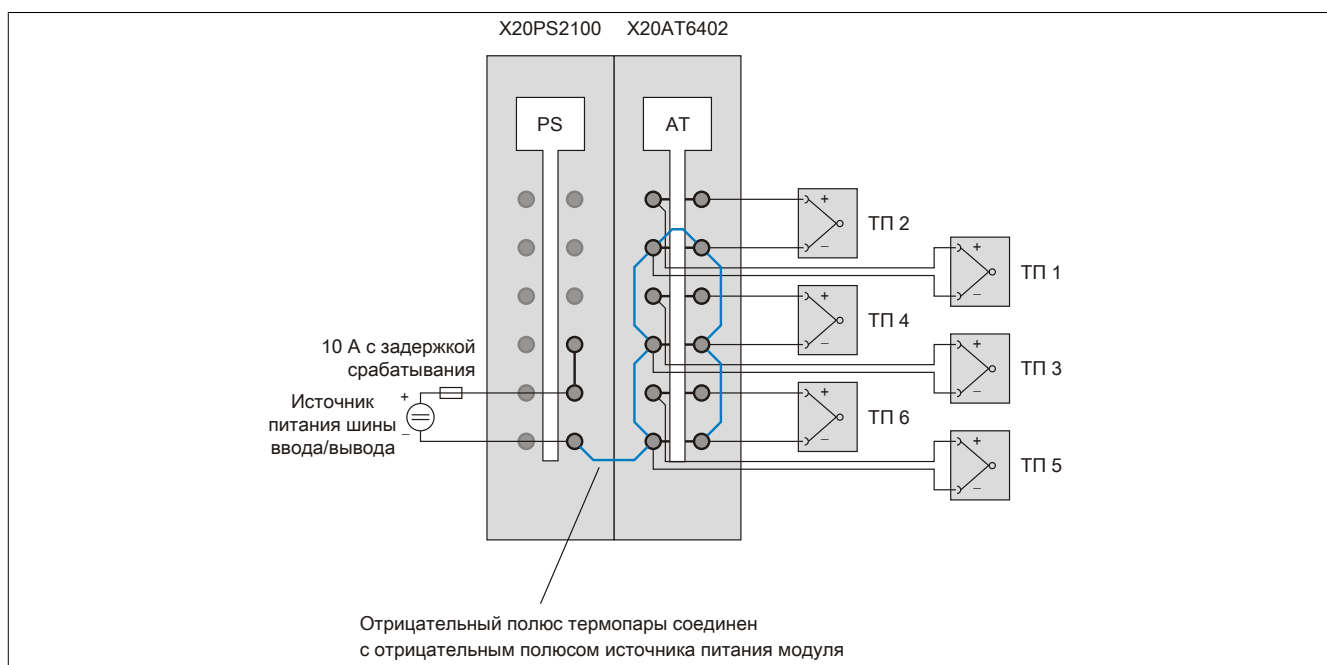 X20PS2100 X20AT6402
PS AT
+
−
ТП 2
+
−
ТП 1
+
−
ТП 4
+
−
ТП 3
+
−
ТП 6
+
−
ТП 5
10 А с задержкой
срабатывания
Источник
питания шины
ввода/вывода
+
−
Отрицательный полюс термопары соединен
с отрицательным полюсом источника питания модуля